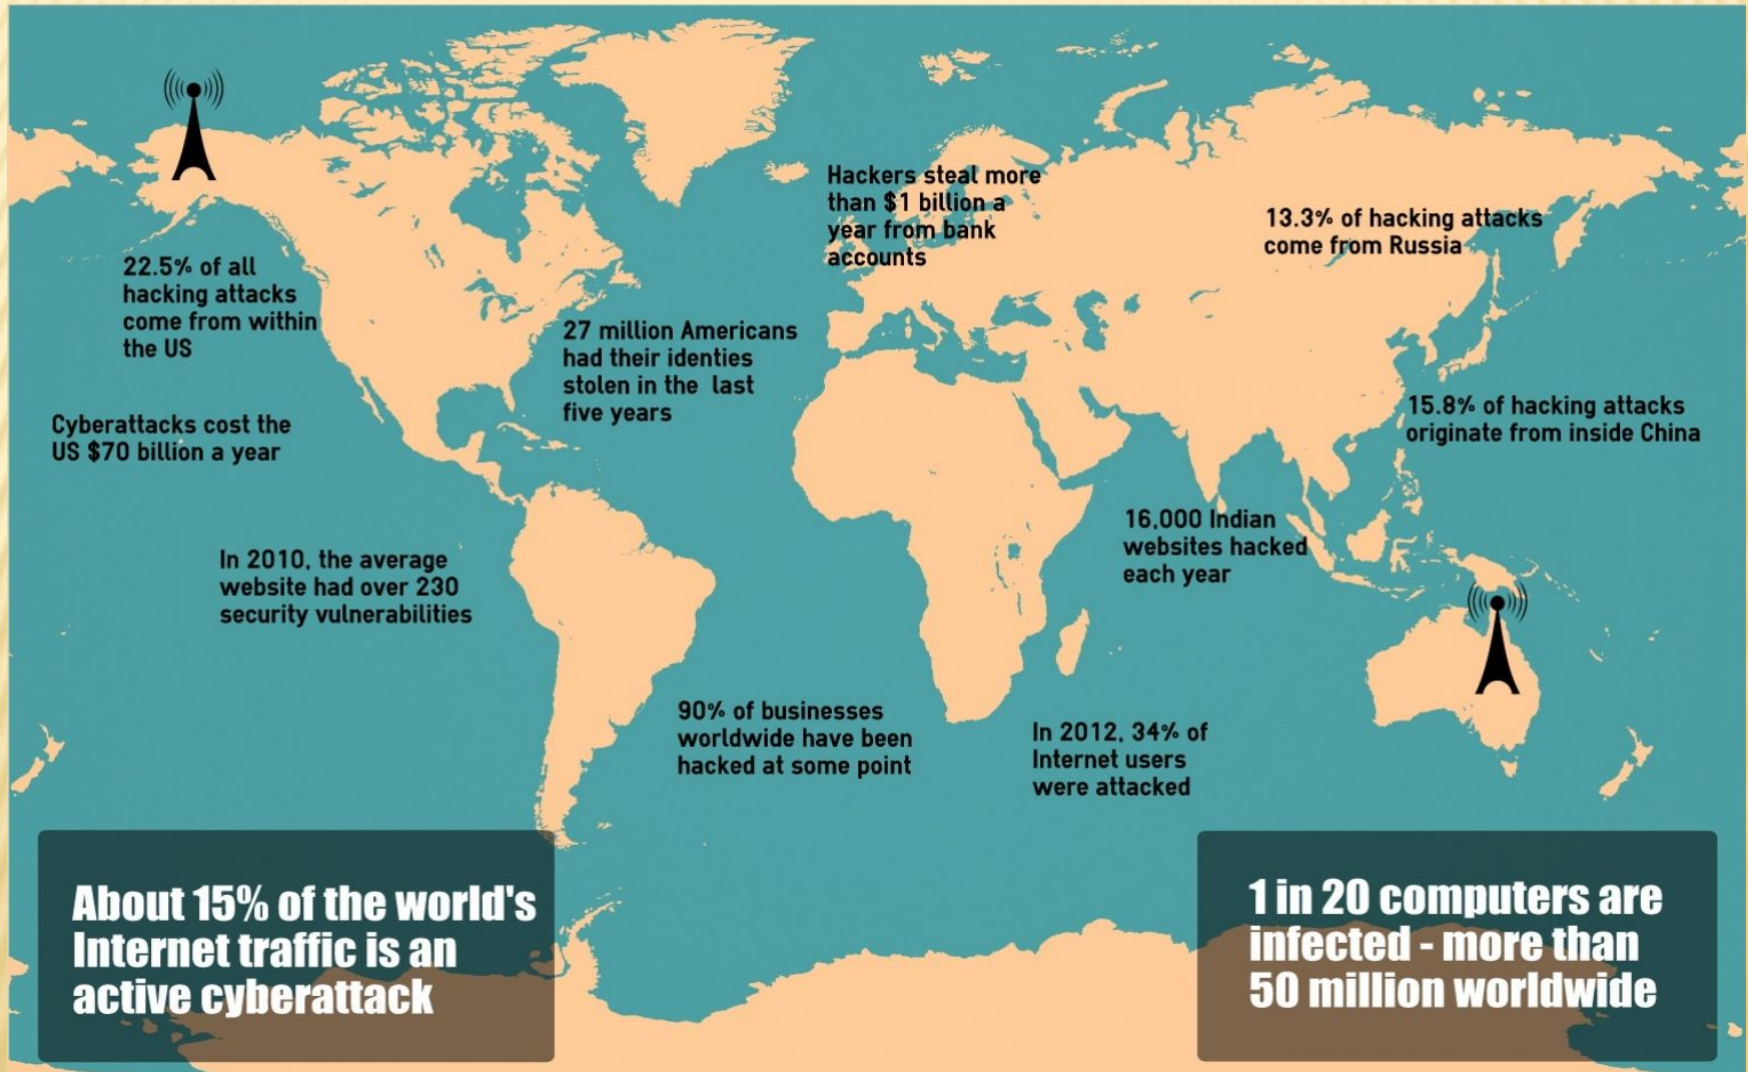 Hackers steal more
than $1 billion a
year from bank
accounts
13.3% of hacking attacks
come from Russia
22.5% of all
hacking attacks
come from within
the US
27 million Americans
had their identies
stolen in the last
five years
Cyberattacks cost the
US $70 billion a year
15.8% of hacking attacks
originate from inside China
16,000 Indian
websites hacked
each year
In 2010, the average
website had over 230
security vulnerabilities
90% of businesses
worldwide have been
hacked at some point
In 2012, 34% of
Internet users
were attacked
About 15% of the world's
Internet traffic is an
active cyberattack
1 in 20 computers are
infected - more than
50 million worldwide